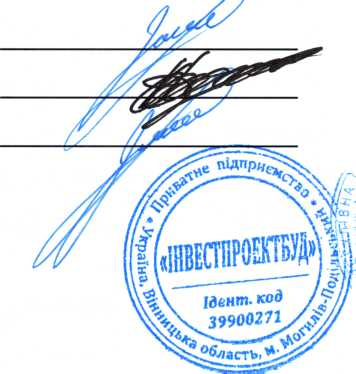 Приватне підприємство
* Україна, Вінницька область, м. Могилів-Подільський *
«ІНВЕСТПРОЕКТБУД»
Ідент. код
39900271